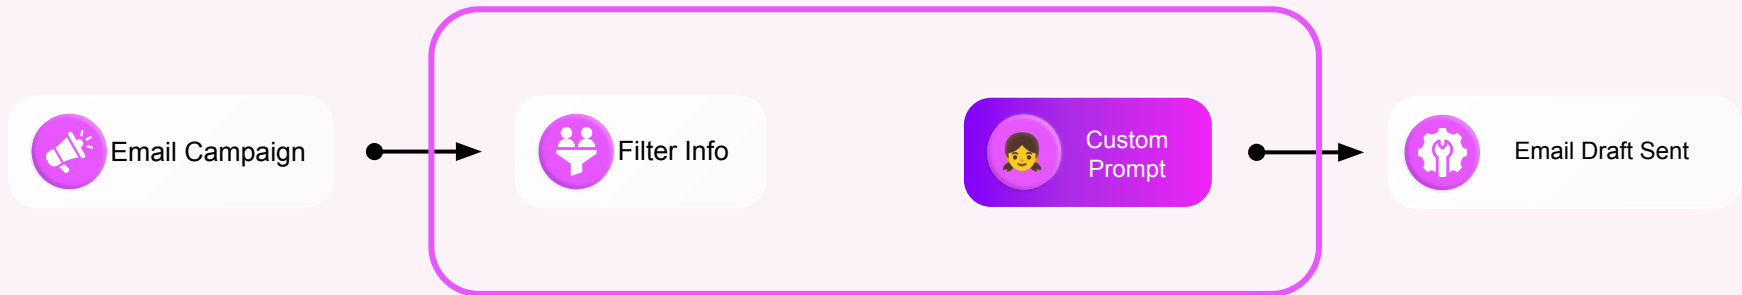 Email Campaign
Filter Info
Custom
Prompt
Email Draft Sent